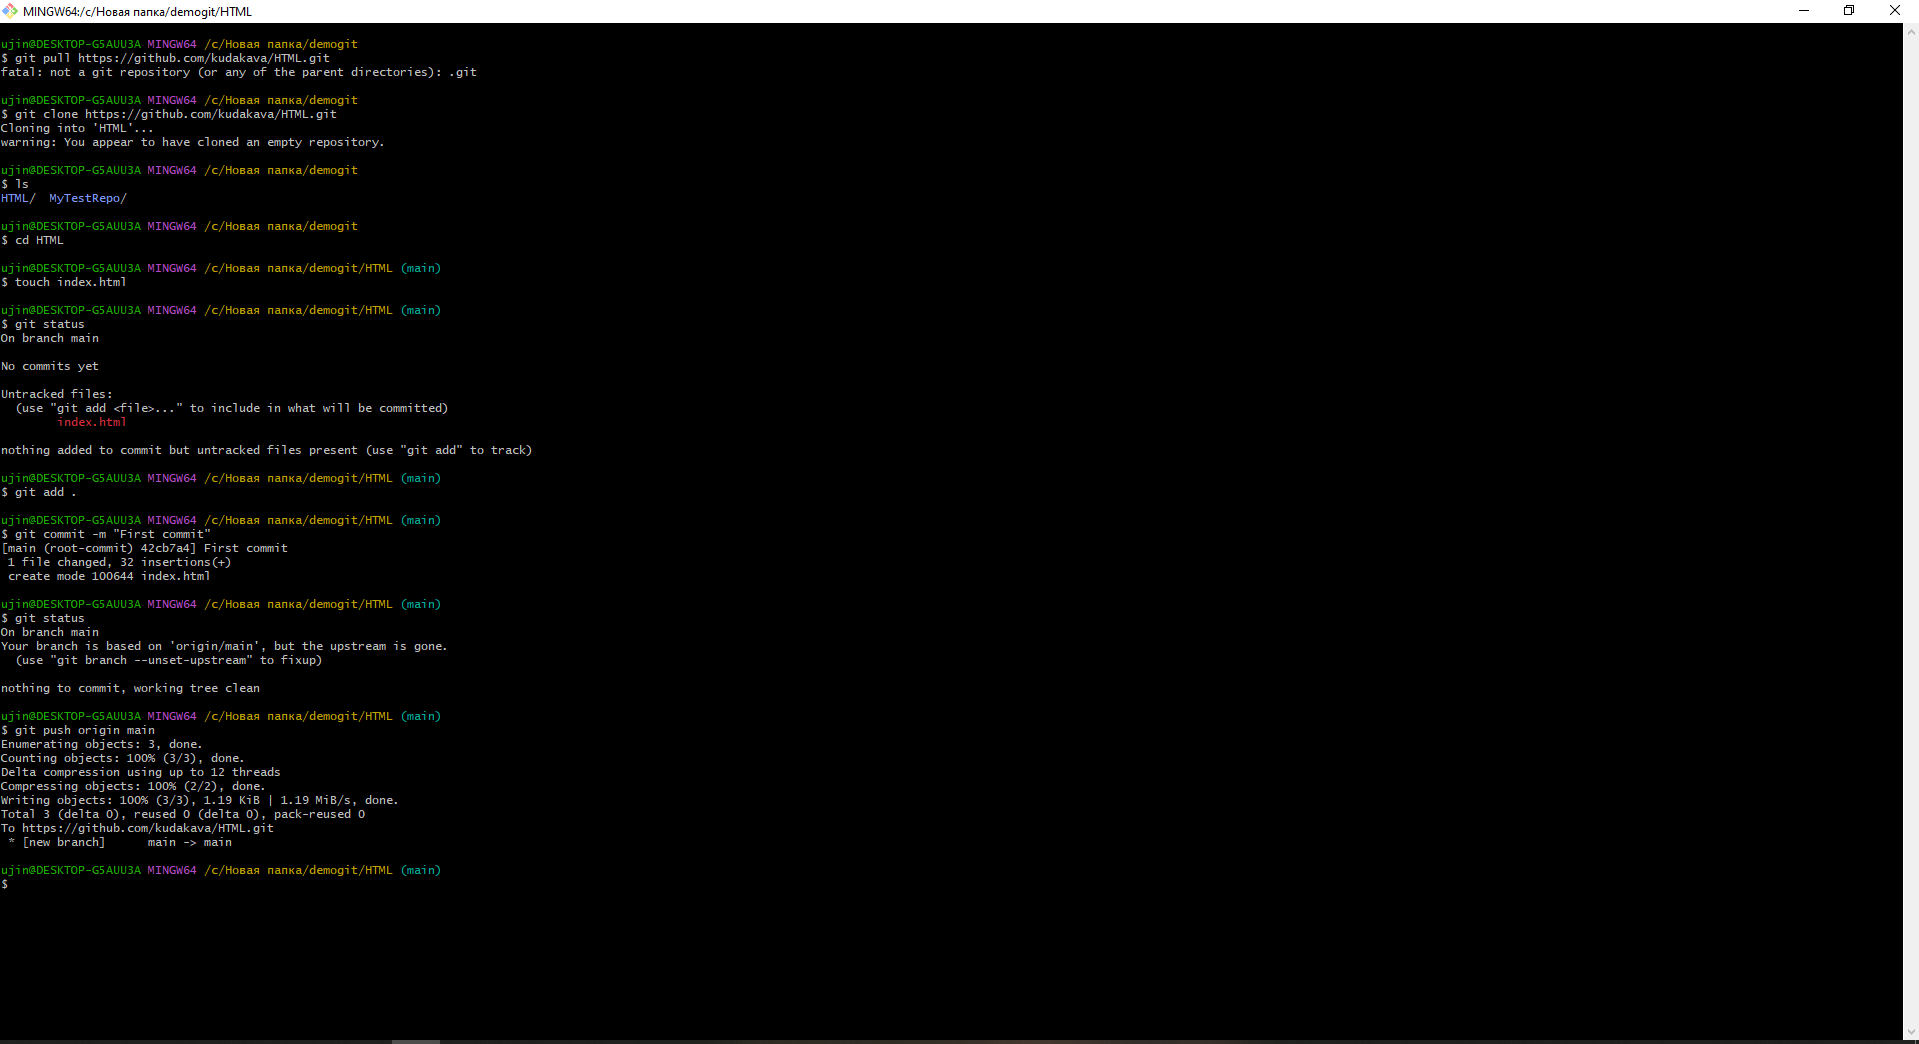 MINGW64:/c/Новая папка/demogit/HTML
ujin@DESKTOP-G5AUU3A MINGW64 /c/Новая папка/demogit
$ git pull https://github.com/kudakava/HTML.git
fatal: not a git repository (or any of the parent directories): .git
ujin@DESKTOP-G5AUU3A MINGW64 /c/Новая папка/demogit
$ git clone https://github.com/kudakava/HTML.git
Cloning into 'HTML'...
warning: You appear to have cloned an empty repository.
ujin@DESKTOP-G5AUU3A MINGW64 /c/Новая папка/demogit
$ ls
HTML/  MyTestRepo/
ujin@DESKTOP-G5AUU3A MINGW64 /c/Новая папка/demogit
$ cd HTML
ujin@DESKTOP-G5AUU3A MINGW64 /c/Новая папка/demogit/HTML (main)
$ touch index.html
ujin@DESKTOP-G5AUU3A MINGW64 /c/Новая папка/demogit/HTML (main)
$ git status
On branch main
No commits yet
Untracked files:
  (use "git add <file>..." to include in what will be committed)
        index.html
nothing added to commit but untracked files present (use "git add" to track)
ujin@DESKTOP-G5AUU3A MINGW64 /c/Новая папка/demogit/HTML (main)
$ git add .
ujin@DESKTOP-G5AUU3A MINGW64 /c/Новая папка/demogit/HTML (main)
$ git commit -m "First commit"
[main (root-commit) 42cb7a4] First commit
 1 file changed, 32 insertions(+)
 create mode 100644 index.html
ujin@DESKTOP-G5AUU3A MINGW64 /c/Новая папка/demogit/HTML (main)
$ git status
On branch main
Your branch is based on 'origin/main', but the upstream is gone.
  (use "git branch --unset-upstream" to fixup)
nothing to commit, working tree clean
ujin@DESKTOP-G5AUU3A MINGW64 /c/Новая папка/demogit/HTML (main)
$ git push origin main
Enumerating objects: 3, done.
Counting objects: 100% (3/3), done.
Delta compression using up to 12 threads
Compressing objects: 100% (2/2), done.
Writing objects: 100% (3/3), 1.19 KiB | 1.19 MiB/s, done.
Total 3 (delta 0), reused 0 (delta 0), pack-reused 0
To https://github.com/kudakava/HTML.git
 * [new branch]      main -> main
ujin@DESKTOP-G5AUU3A MINGW64 /c/Новая папка/demogit/HTML (main)
$